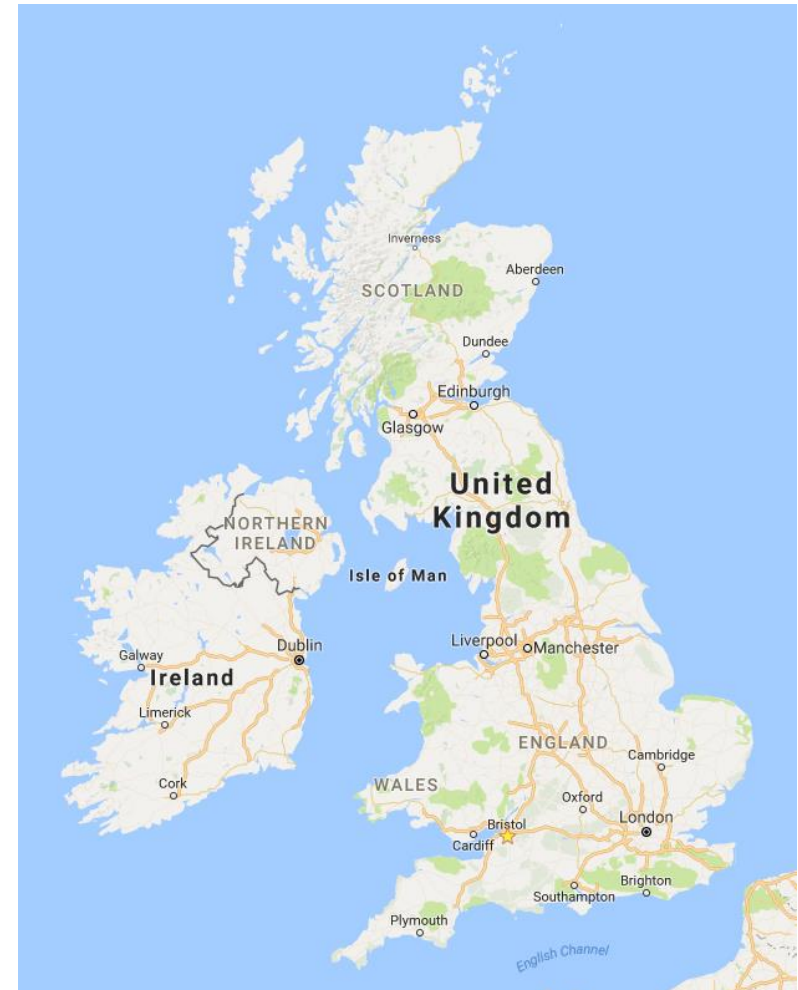 Inverness
Aberdeen
SCOTLAND
Dundee
Edinburgh
Glasgow
United
Kingdom
NORTHERN
IRELAND
Isle of Man
Dublin
Liverpool
Manchester
Galway
Ireland
Limerick
ENGLAND
Cambridge
Cork
WALES
Oxford
Bristol
London
Cardiff
Brighton
Southampton
Plymouth
English Channel